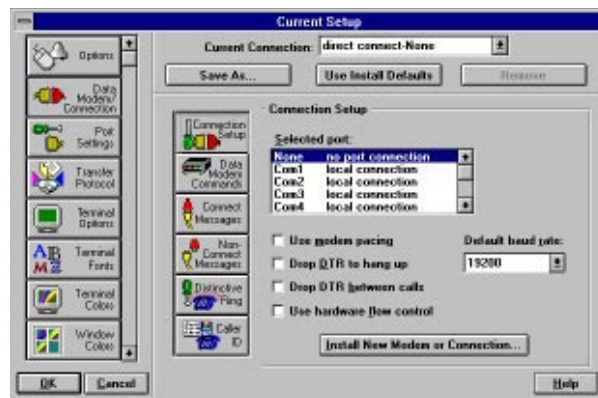 Current Setup
Current Connection: direct connect-None
Save As...
Use Install Defaults
Remove
Options
Data Modem/ Connection
Port Settings
Transfer Protocol
Terminal Options
Terminal Fonts
Terminal Colors
Window Colors
Connection Setup
Data Modem Commands
Connect Messages
Non- Connect Messages
Distinctive Ring
Caller ID
Connection Setup
Selected port:
None no port connection
Com1 local connection
Com2 local connection
Com3 local connection
Com4 local connection
Use modem pacing
Drop DTR to hang up
Drop DTR between calls
Use hardware flow control
Default baud rate:
19200
Install New Modem or Connection...
OK
Cancel
Help